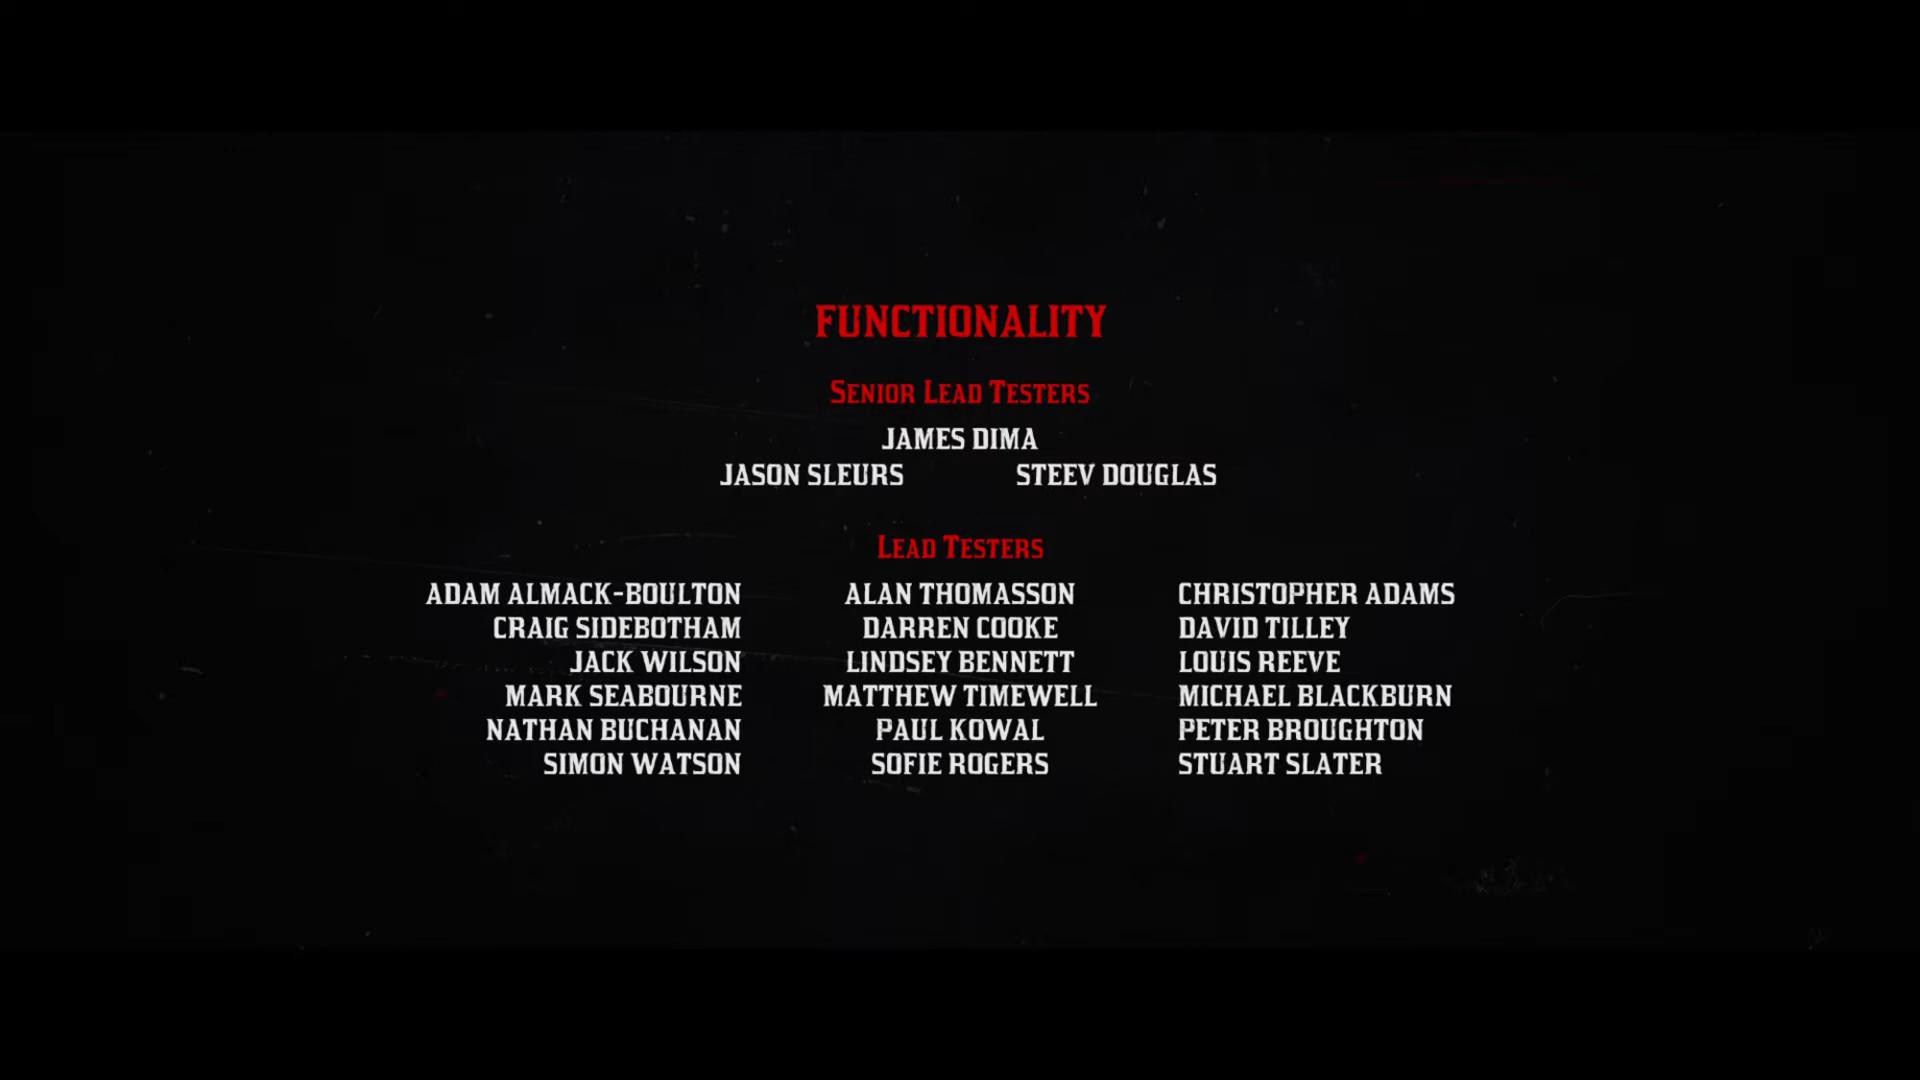 FUNCTIONALITY
SENIOR LEAD TESTERS
JAMES DIMA
JASON SLEURS STEEV DOUGLAS
LEAD TESTERS
ADAM ALMACK-BOULTON ALAN THOMASSON CHRISTOPHER ADAMS
CRAIG SIDEBOTHAM DARREN COOKE DAVID TILLEY
JACK WILSON LINDSEY BENNETT LOUIS REEVE
MARK SEABOURNE MATTHEW TIMEWELL MICHAEL BLACKBURN
NATHAN BUCHANAN PAUL KOWAL PETER BROUGHTON
SIMON WATSON SOFIE ROGERS STUART SLATER